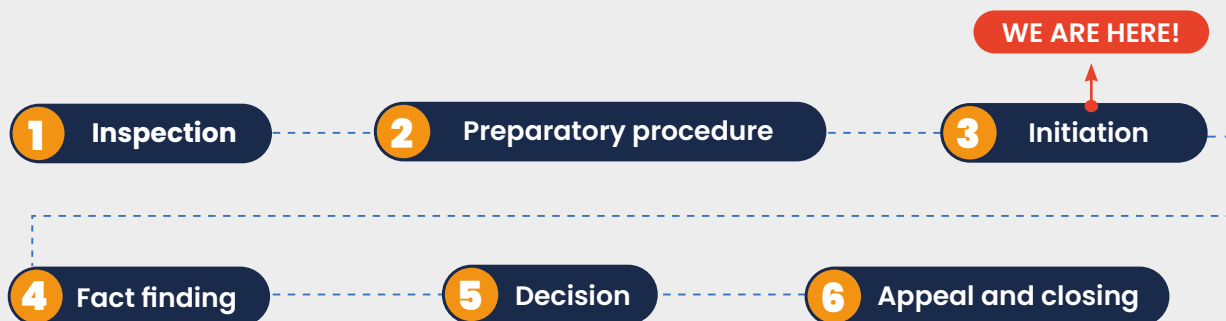 WE ARE HERE!
1 Inspection
2 Preparatory procedure
3 Initiation
4 Fact finding
5 Decision
6 Appeal and closing